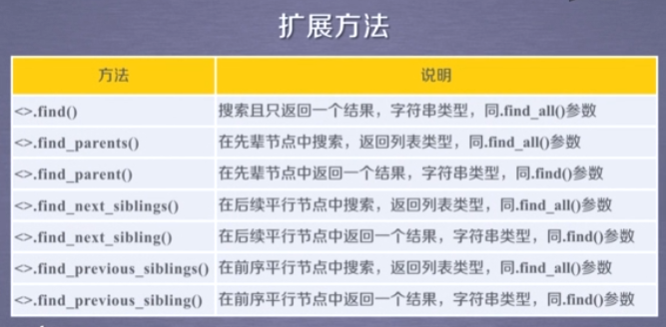 扩展方法
方法 说明
<>.find() 搜索且只返回一个结果，字符串类型，同.find_all()参数
<>.find_parents() 在先辈节点中搜索，返回列表类型，同.find_all()参数
<>.find_parent() 在先辈节点中返回一个结果，字符串类型，同.find()参数
<>.find_next_siblings() 在后续平行节点中搜索，返回列表类型，同.find_all()参数
<>.find_next_sibling() 在后续平行节点中返回一个结果，字符串类型，同.find()参数
<>.find_previous_siblings() 在前序平行节点中搜索，返回列表类型，同.find_all()参数
<>.find_previous_sibling() 在前序平行节点中返回一个结果，字符串类型，同.find()参数